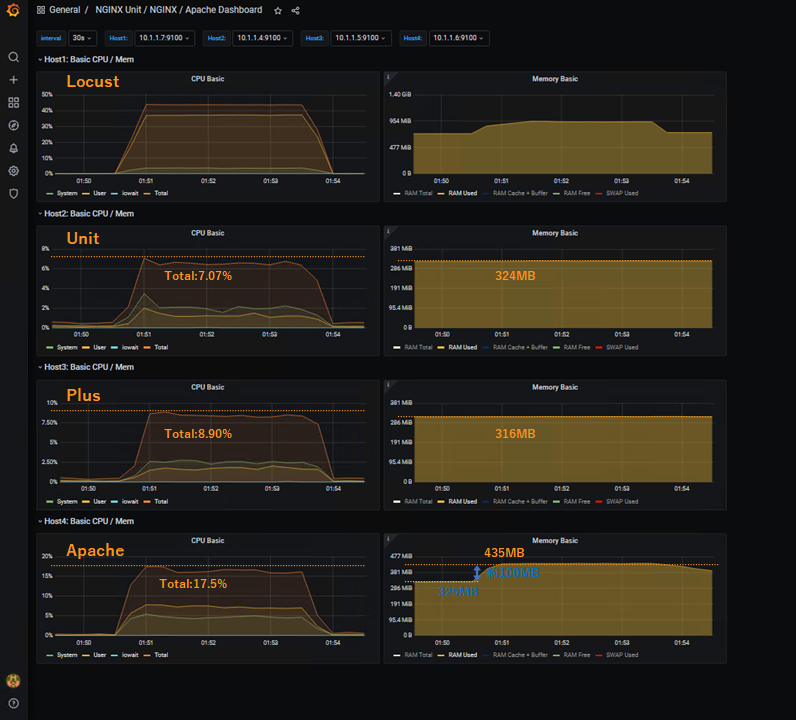 General / NGINX Unit / NGINX / Apache Dashboard
interval 30s Host1: 10.1.1.7:9100 Host2: 10.1.1.4:9100 Host3: 10.1.1.5:9100 Host4: 10.1.1.6:9100
Host1: Basic CPU / Mem
CPU Basic
Locust
50%
40%
30%
20%
10%
0%
01:50 01:51 01:52 01:53 01:54
System User iowait Total
Memory Basic
1.40 GiB
954 MiB
477 MiB
0 B
01:50 01:51 01:52 01:53 01:54
RAM Total RAM Used RAM Cache + Buffer RAM Free SWAP Used
Host2: Basic CPU / Mem
CPU Basic
Unit
8%
6%
4%
2%
0%
Total:7.07%
01:50 01:51 01:52 01:53 01:54
System User iowait Total
Memory Basic
381 MiB
286 MiB
191 MiB
95.4 MiB
0 B
324MB
01:50 01:51 01:52 01:53 01:54
RAM Total RAM Used RAM Cache + Buffer RAM Free SWAP Used
Host3: Basic CPU / Mem
CPU Basic
Plus
10%
7.50%
5%
2.50%
0%
Total:8.90%
01:50 01:51 01:52 01:53 01:54
System User iowait Total
Memory Basic
381 MiB
286 MiB
191 MiB
95.4 MiB
0 B
316MB
01:50 01:51 01:52 01:53 01:54
RAM Total RAM Used RAM Cache + Buffer RAM Free SWAP Used
Host4: Basic CPU / Mem
CPU Basic
Apache
20%
15%
10%
5%
0%
Total:17.5%
01:50 01:51 01:52 01:53 01:54
System User iowait Total
Memory Basic
435MB
477 MiB
381 MiB
286 MiB
191 MiB
95.4 MiB
0 B
約100MB
325MB
01:50 01:51 01:52 01:53 01:54
RAM Total RAM Used RAM Cache + Buffer RAM Free SWAP Used